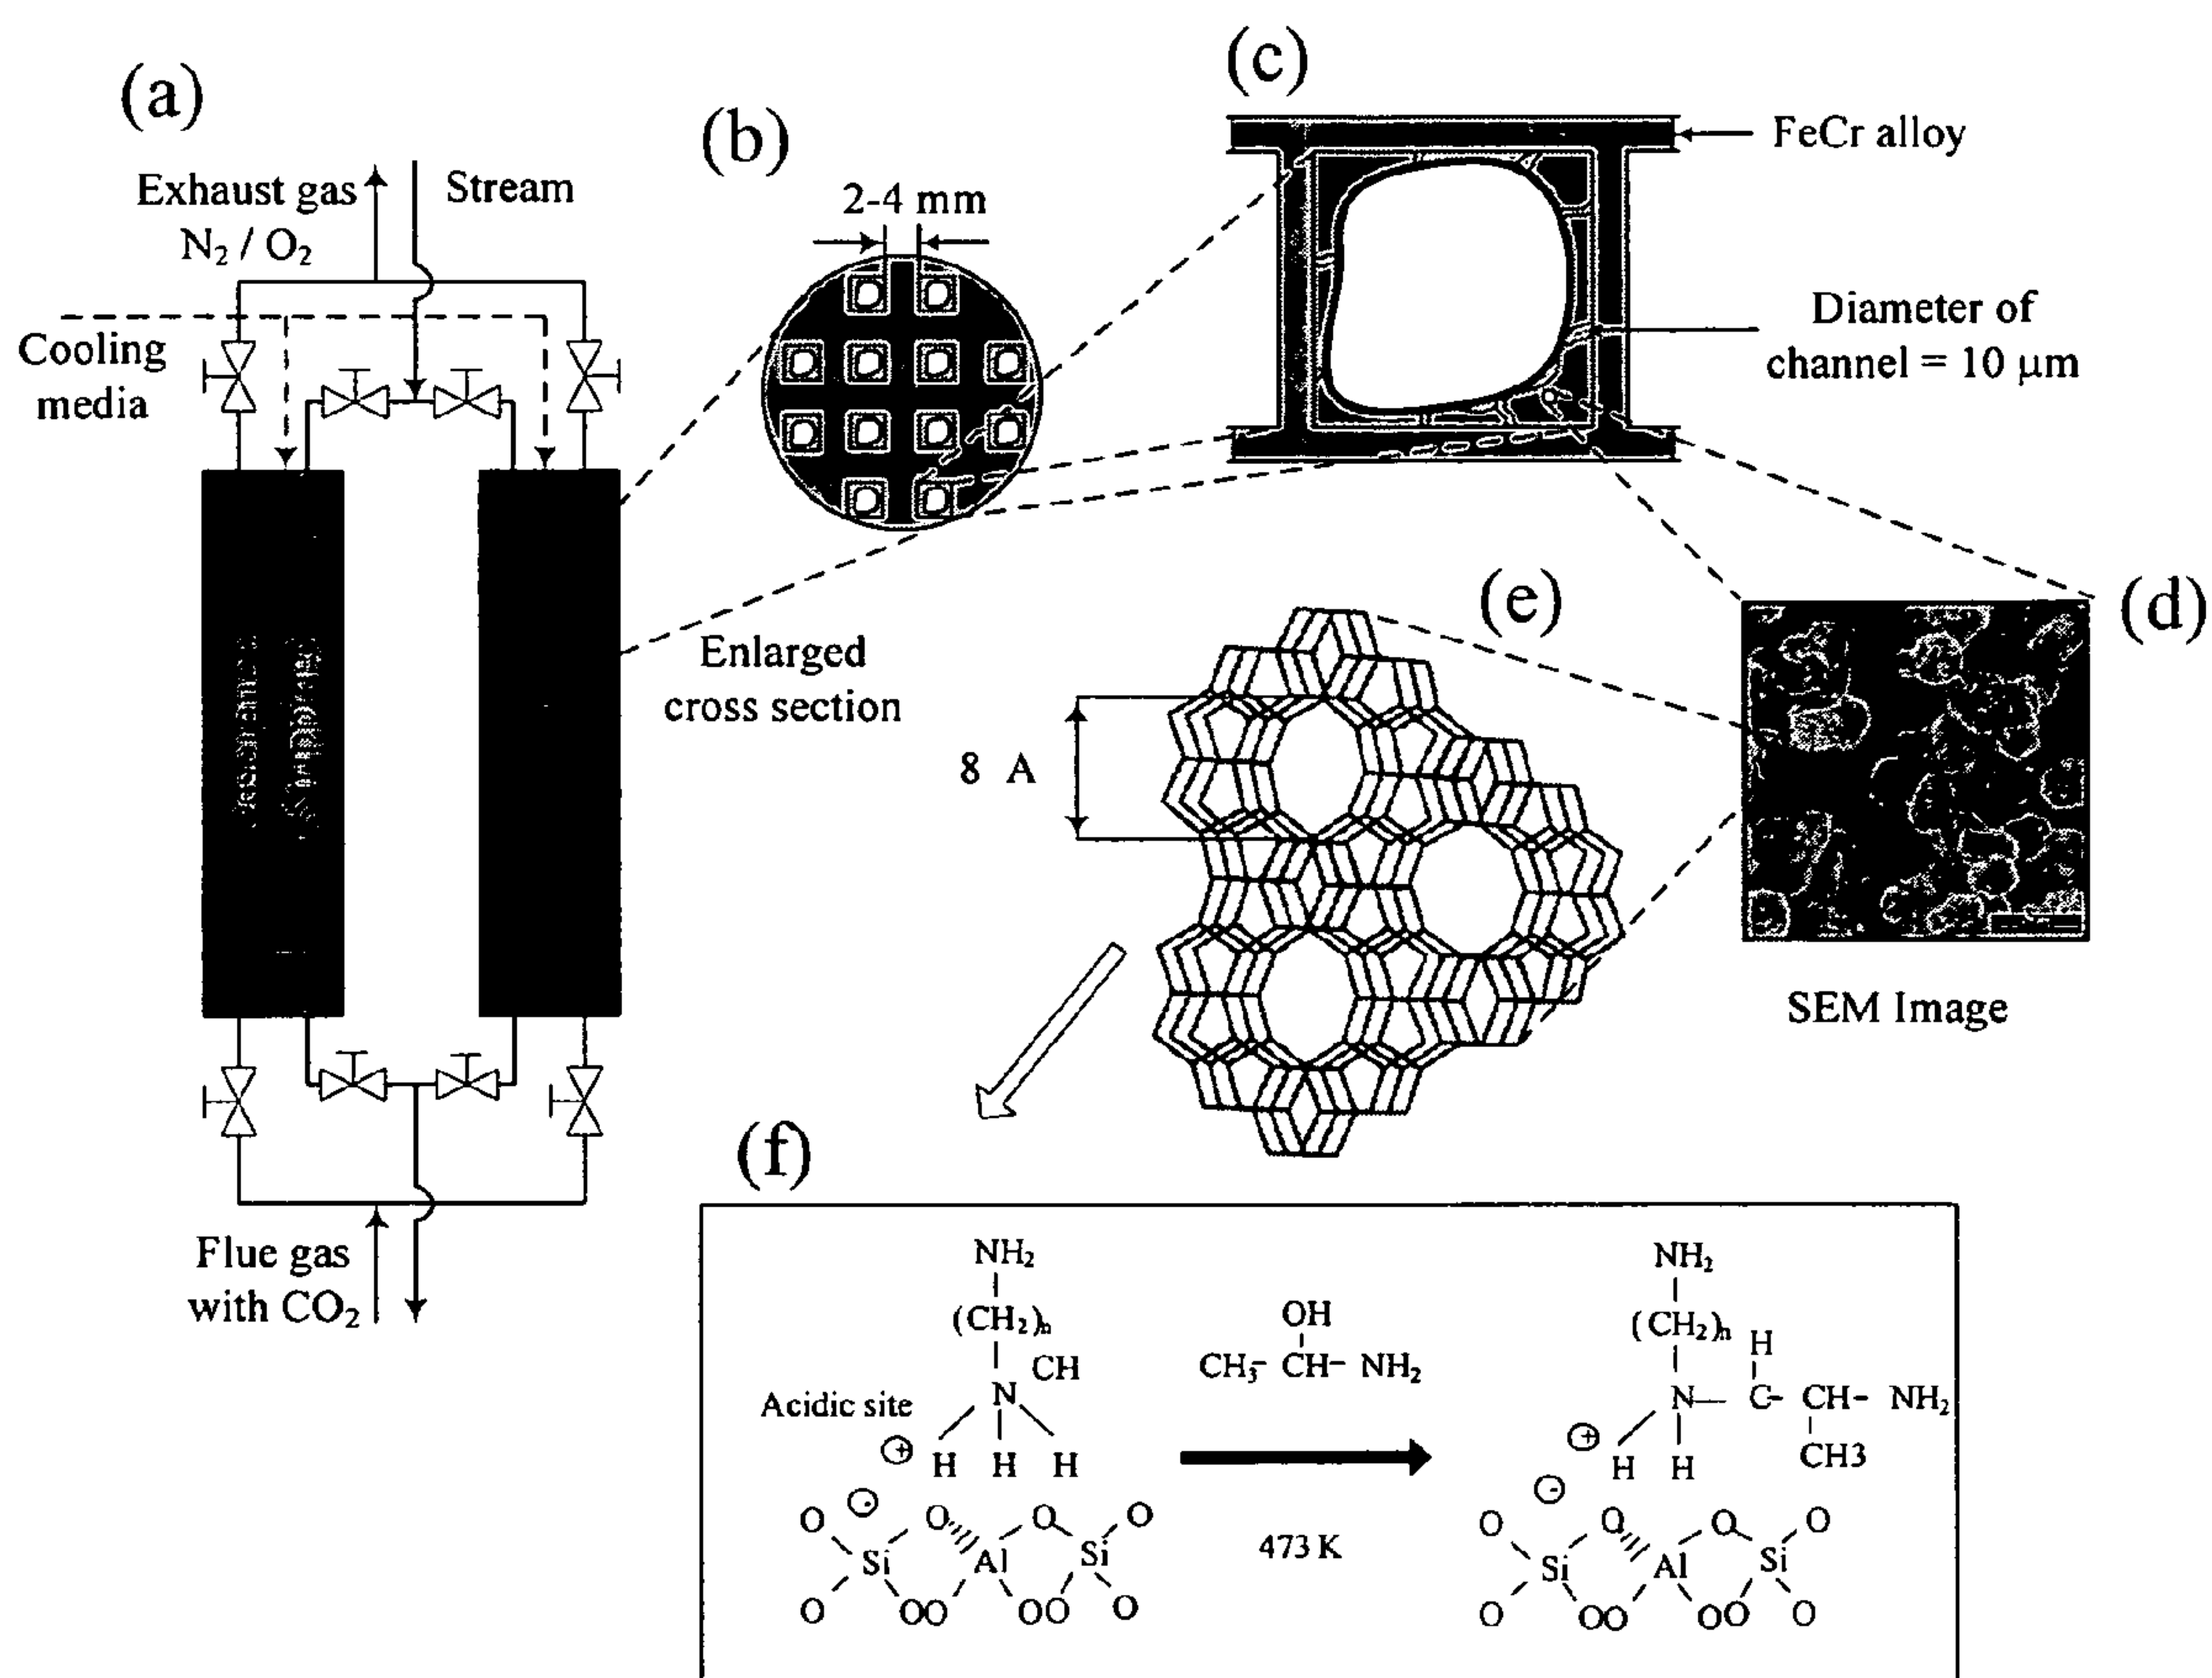 (a)
Exhaust gas
N₂ / O₂
Stream
Cooling
media
(b)
2-4 mm
(c)
FeCr alloy
Diameter of
channel = 10 µm
Enlarged
cross section
(d)
SEM Image
(e)
8 A
Flue gas
with CO₂
(f)
NH₂
(CH₂)ₙ
CH
N
Acidic site
⊕
H H H
⊖
O O O O
Si Al Si
O OO OO O
OH
CH₃- CH- NH₂
473 K
NH₂
(CH₂)ₙ H
N— C- CH- NH₂
⊕
H H CH3
⊖
O O O O
Si Al Si
O OO OO O